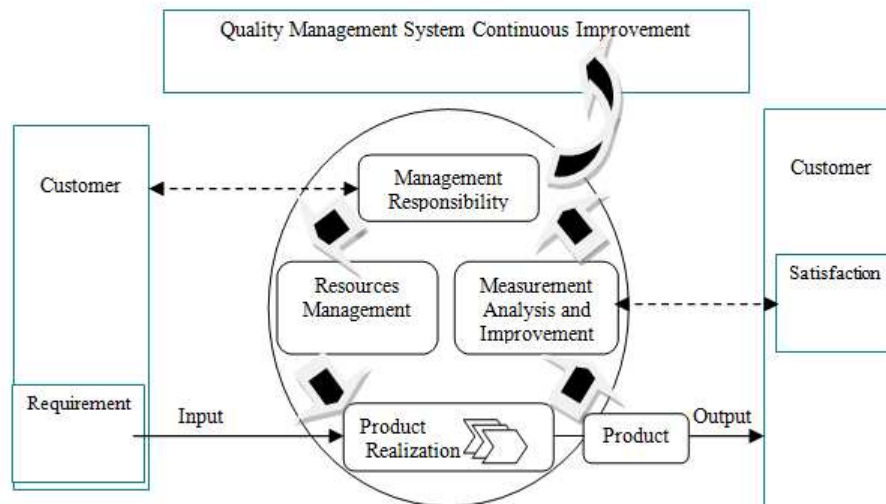 Quality Management System Continuous Improvement
Customer
Management
Responsibility
Customer
Resources
Management
Measurement
Analysis and
Improvement
Satisfaction
Requirement
Input
Product
Realization
Product
Output